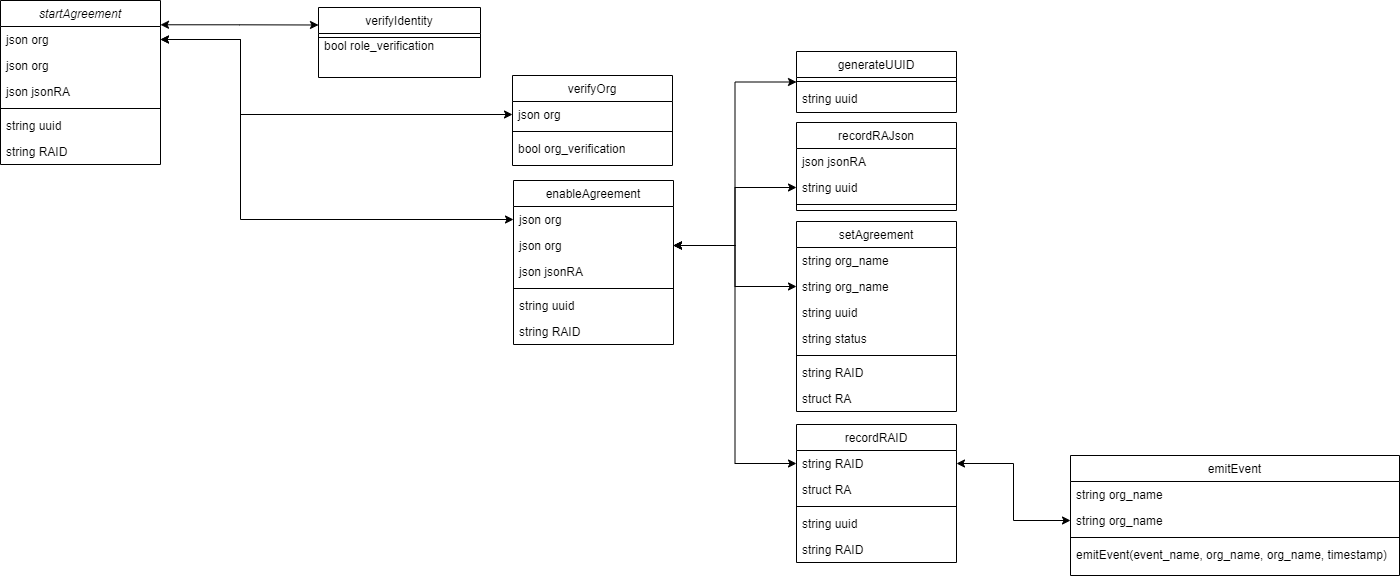 startAgreement
json org
json org
json jsonRA
string uuid
string RAID
verifyIdentity
bool role_verification
verifyOrg
json org
bool org_verification
enableAgreement
json org
json org
json jsonRA
string uuid
string RAID
generateUUID
string uuid
recordRAJson
json jsonRA
string uuid
setAgreement
string org_name
string org_name
string uuid
string status
string RAID
struct RA
recordRAID
string RAID
struct RA
string uuid
string RAID
emitEvent
string org_name
string org_name
emitEvent(event_name, org_name, org_name, timestamp)